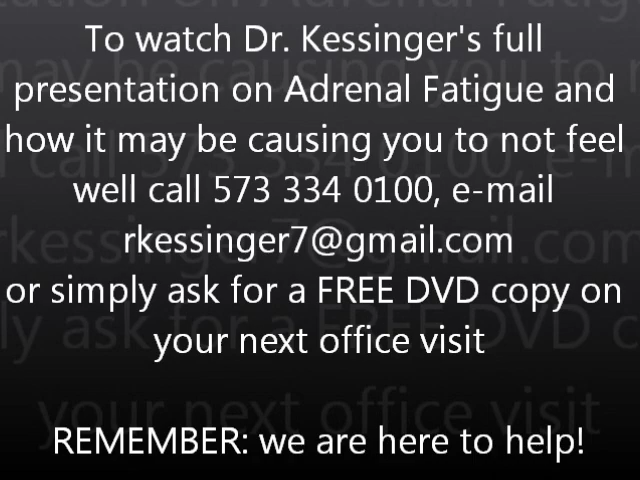 To watch Dr. Kessinger's full
presentation on Adrenal Fatigue and
how it may be causing you to not feel
well call 573 334 0100, e-mail
rkessinger7@gmail.com
or simply ask for a FREE DVD copy on
your next office visit
REMEMBER: we are here to help!